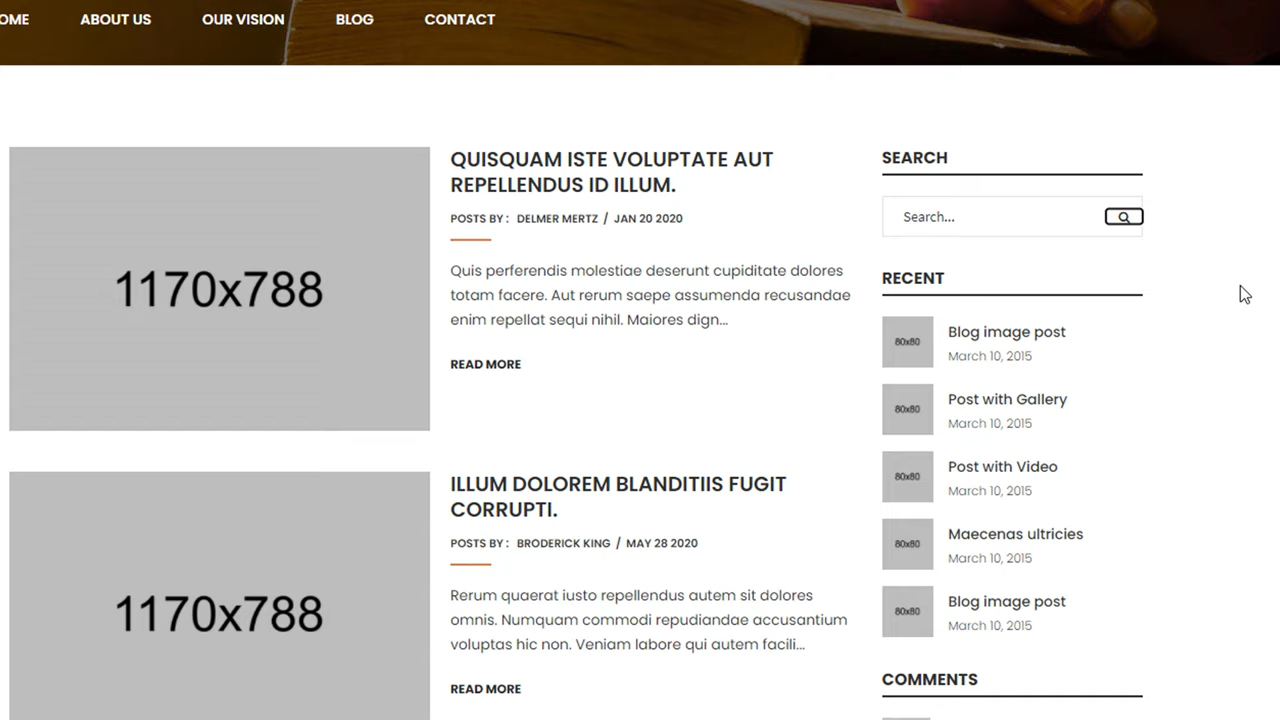 OME ABOUT US OUR VISION BLOG CONTACT
1170x788
QUISQUAM ISTE VOLUPTATE AUT
REPELLENDUS ID ILLUM.
POSTS BY : DELMER MERTZ / JAN 20 2020
Quis perferendis molestiae deserunt cupiditate dolores
totam facere. Aut rerum saepe assumenda recusandae
enim repellat sequi nihil. Maiores dign...
READ MORE
1170x788
ILLUM DOLOREM BLANDITIIS FUGIT
CORRUPTI.
POSTS BY : BRODERICK KING / MAY 28 2020
Rerum quaerat iusto repellendus autem sit dolores
omnis. Numquam commodi repudiandae accusantium
voluptas hic non. Veniam labore qui autem facili...
READ MORE
SEARCH
Search...
RECENT
80x80
Blog image post
March 10, 2015
80x80
Post with Gallery
March 10, 2015
80x80
Post with Video
March 10, 2015
80x80
Maecenas ultricies
March 10, 2015
80x80
Blog image post
March 10, 2015
COMMENTS